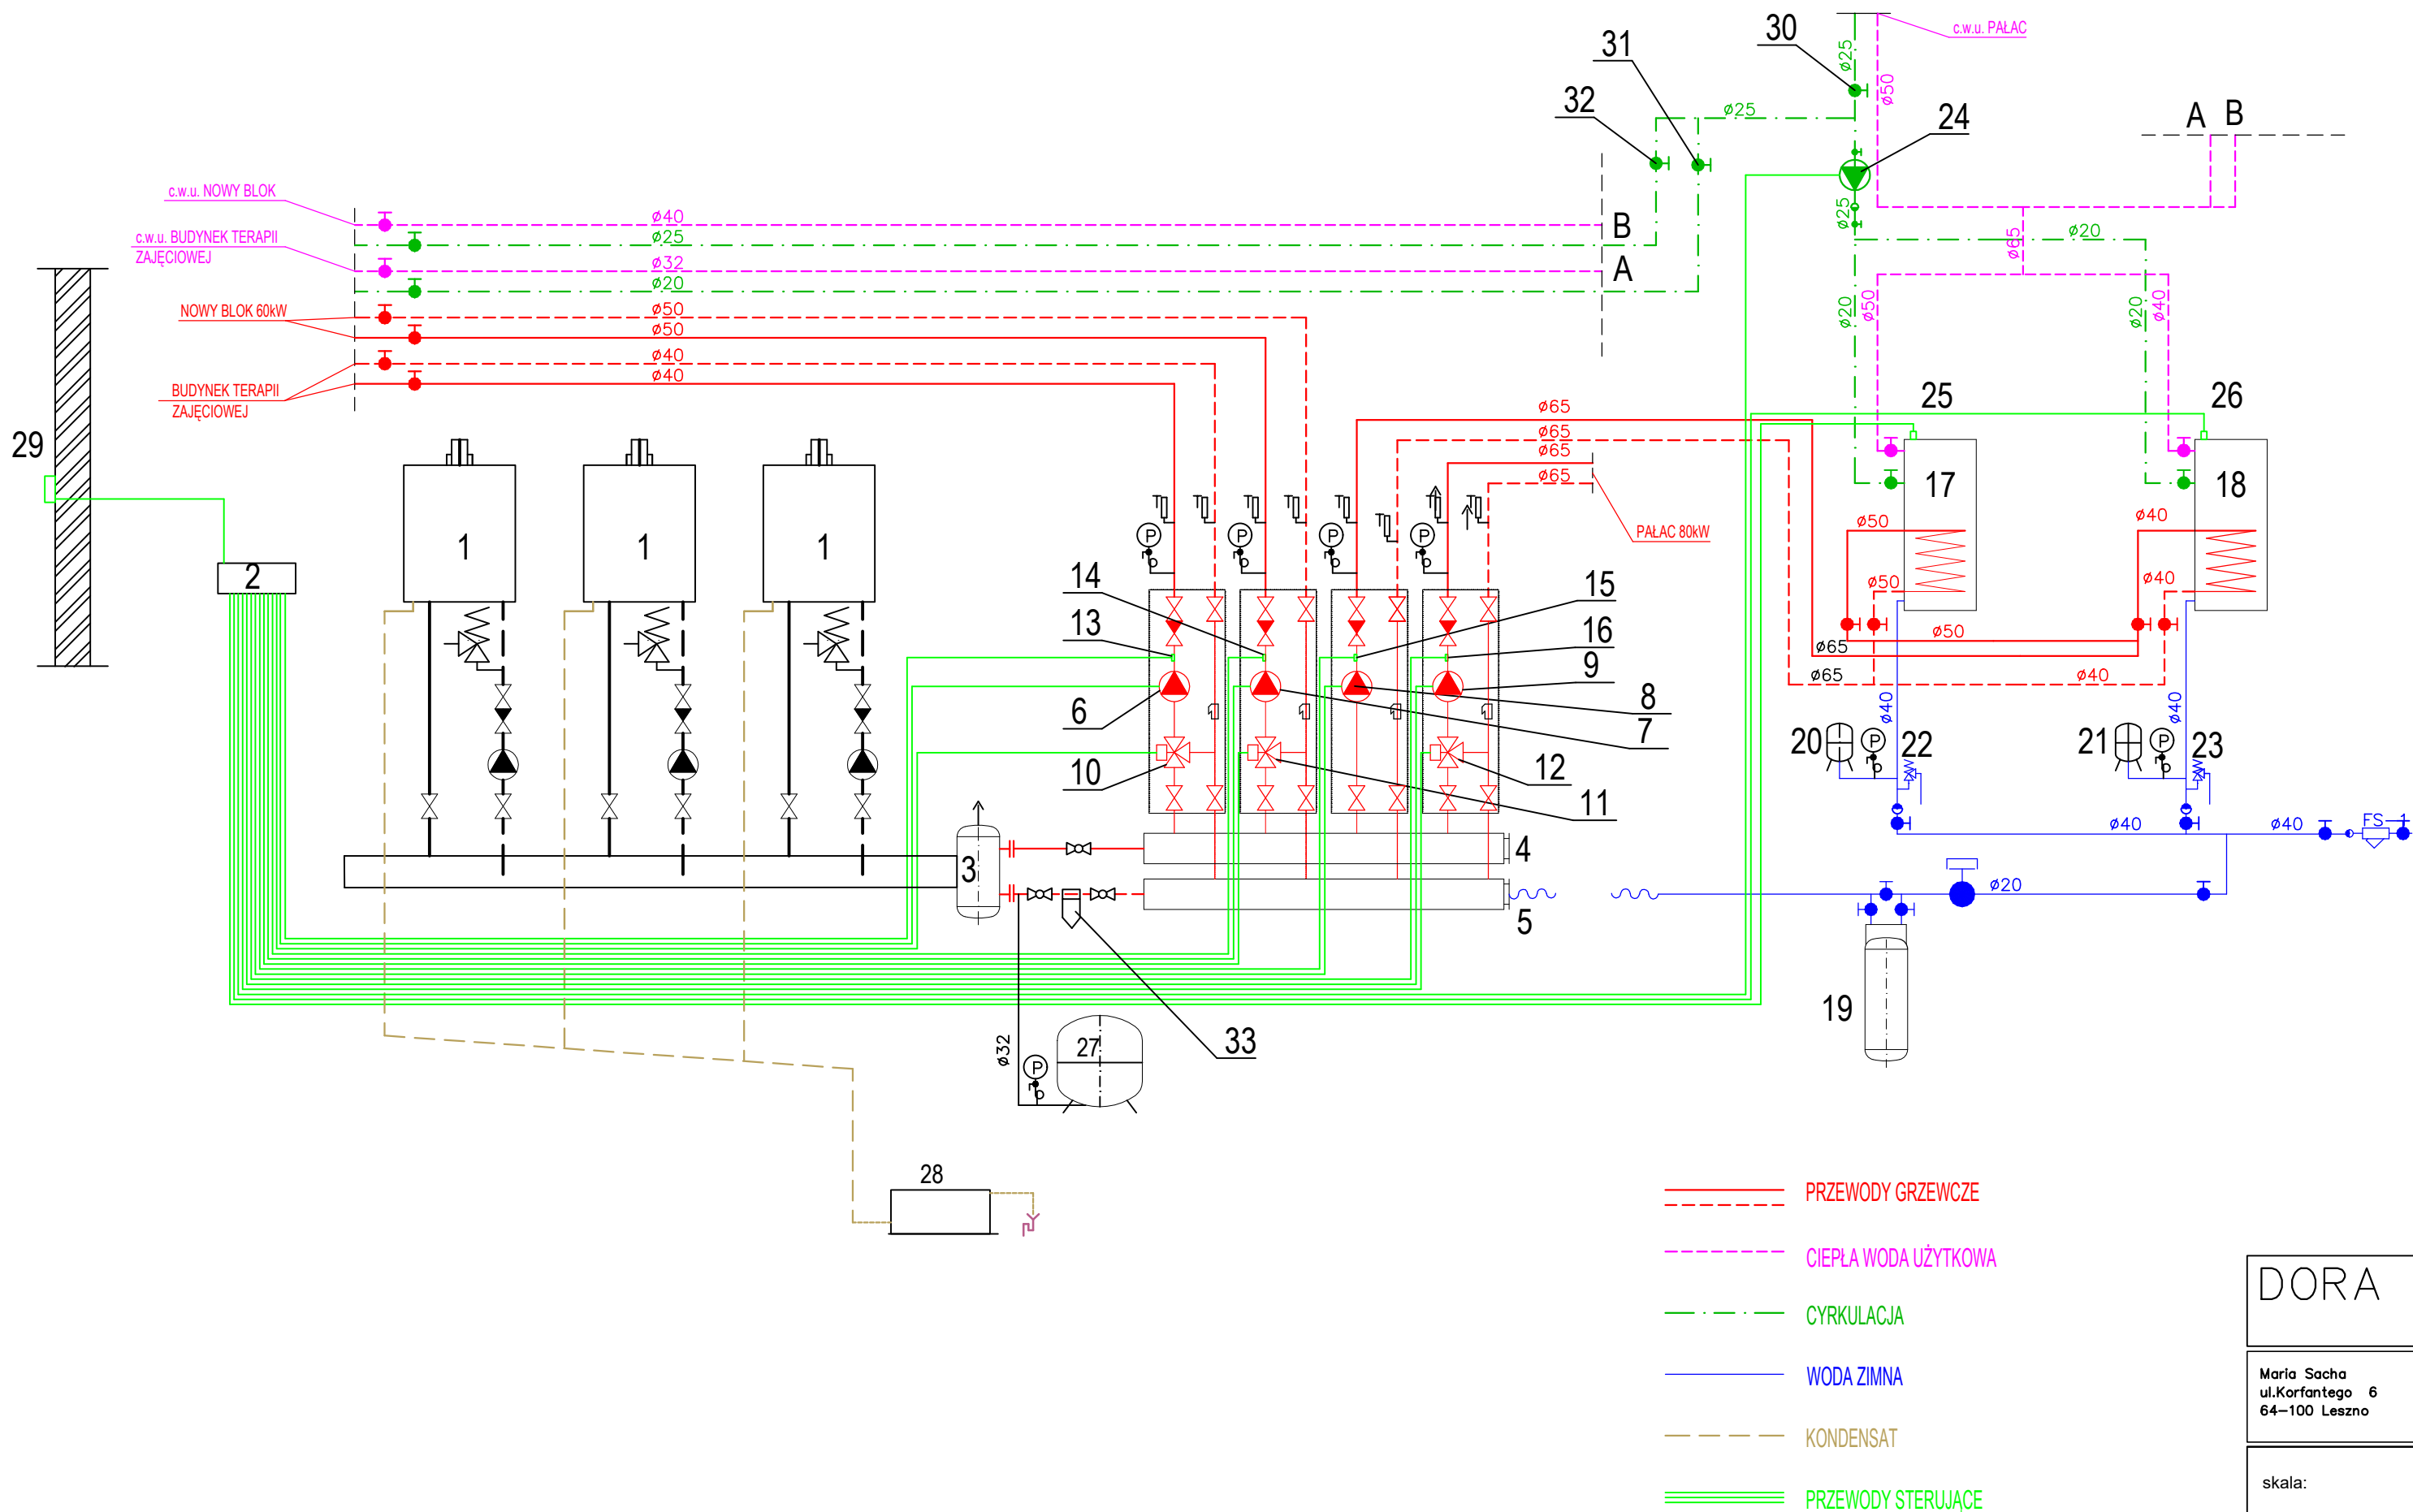 30
c.w.u. PAŁAC
31
ø25
32
ø50
ø25
24
A B
c.w.u. NOWY BLOK
ø40
B
ø25
c.w.u. BUDYNEK TERAPII
ZAJĘCIOWEJ
ø25
ø32
A
ø20
ø65
ø20
NOWY BLOK 60kW
ø50
ø50
ø20
ø50
ø20
ø40
ø40
ø40
BUDYNEK TERAPII
ZAJĘCIOWEJ
29
25
26
ø65
ø65
ø65
ø65
17
18
PAŁAC 80kW
ø50
ø40
P
P
P
P
1
1
1
2
14
15
ø50
ø40
13
16
ø50
ø65
9
ø65
ø40
6
8
7
ø40
ø40
20
P
22
21
P
23
10
12
11
3
4
ø40
ø40
FS-1
5
ø20
19
ø32
P
27
33
28
PRZEWODY GRZEWCZE
CIEPŁA WODA UŻYTKOWA
CYRKULACJA
WODA ZIMNA
KONDENSAT
PRZEWODY STERUJĄCE
DORA
Maria Sacha
ul.Korfantego 6
64-100 Leszno
skala: